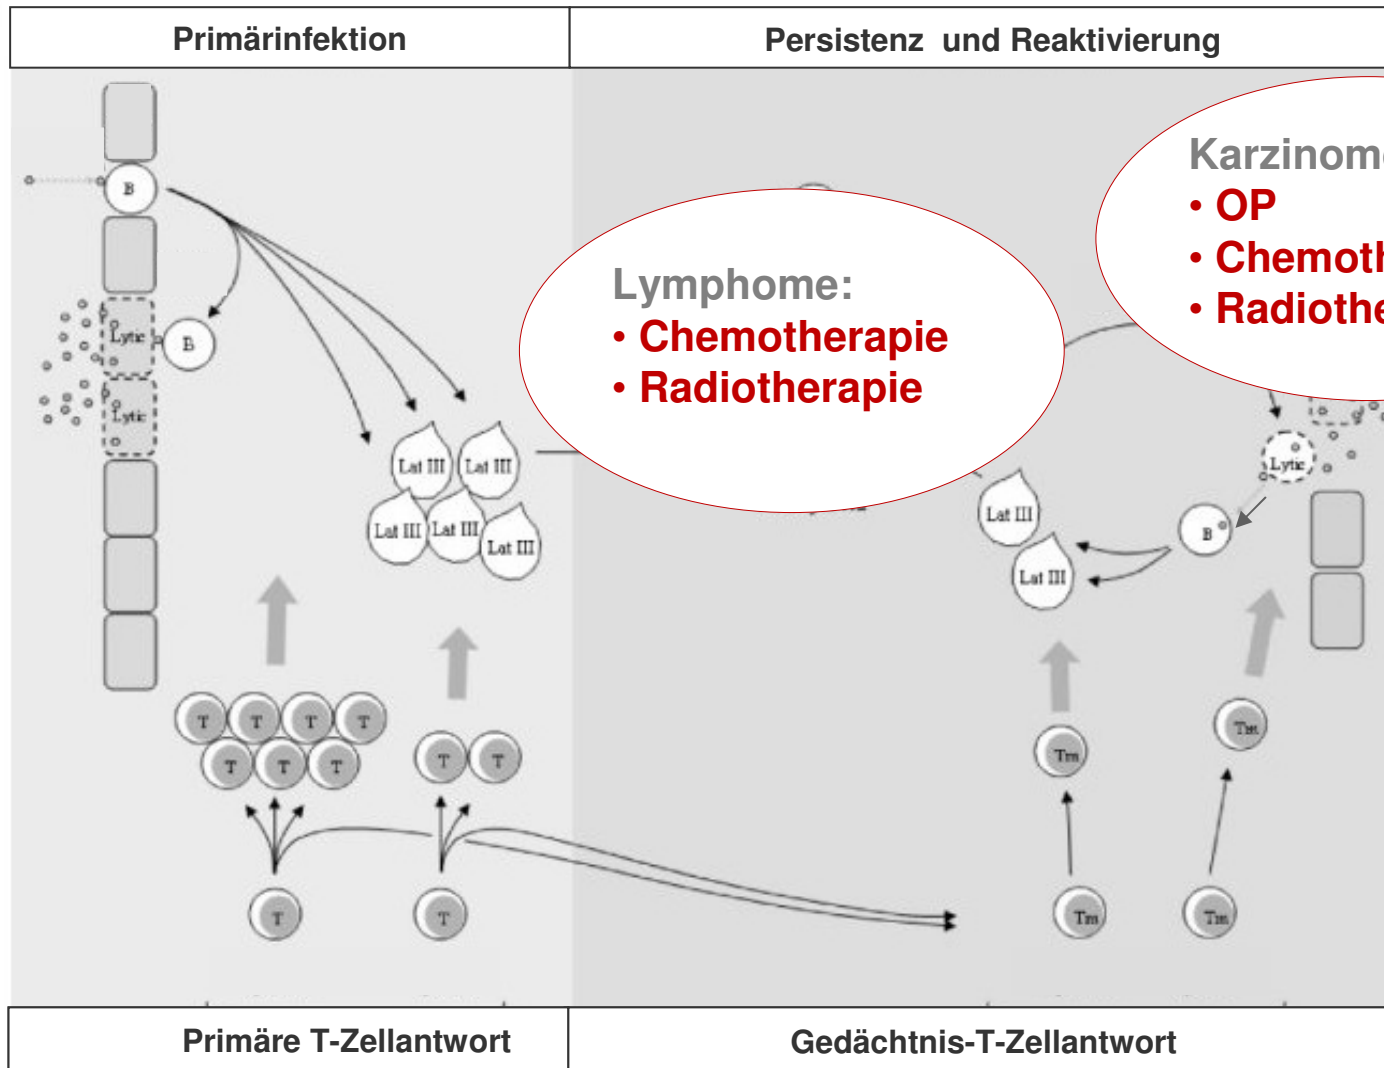 Primärinfektion
Persistenz und Reaktivierung
Karzinome
• OP
• Chemoth
• Radiothe
Lymphome:
• Chemotherapie
• Radiotherapie
B
Lytic
B
Lytic
Lat III
Lat III
Lat III
Lat III
Lat III
Lytic
Lat III
B
Lat III
T
T
T
T
T
T
T
T
T
Tm
Tm
T
T
Tm
Tm
Primäre T-Zellantwort
Gedächtnis-T-Zellantwort